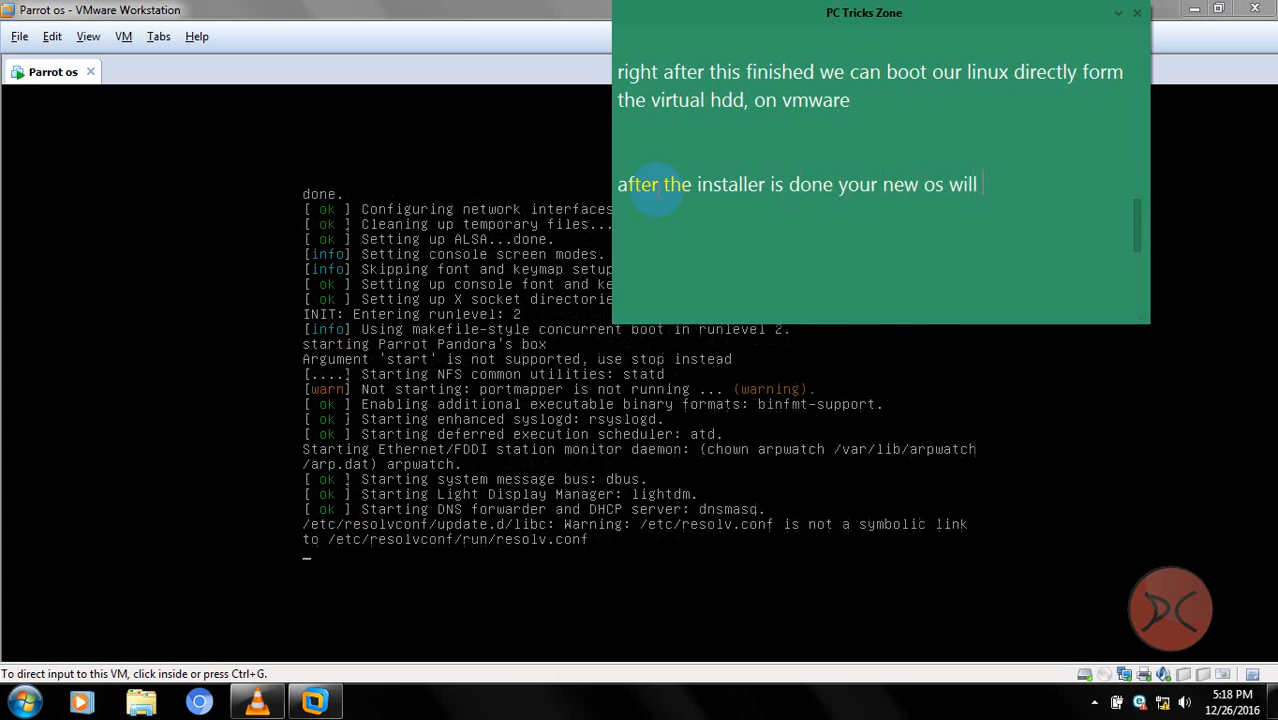 Parrot os - VMware Workstation
File Edit View VM Tabs Help
Parrot os
PC Tricks Zone
right after this finished we can boot our linux directly form
the virtual hdd, on vmware
after the installer is done your new os will
done.
[ ok ] Configuring network interfaces
[ ok ] Cleaning up temporary files...
[ ok ] Setting up ALSA...done.
[info] Setting console screen modes.
[info] Skipping font and keymap setup
[ ok ] Setting up console font and ke
[ ok ] Setting up X socket directorie
INIT: Entering runlevel: 2
[info] Using makefile-style concurrent boot in runlevel 2.
starting Parrot Pandora's box
Argument 'start' is not supported, use stop instead
[....] Starting NFS common utilities: statd
[warn] Not starting: portmapper is not running ... (warning).
[ ok ] Enabling additional executable binary formats: binfmt-support.
[ ok ] Starting enhanced syslogd: rsyslogd.
[ ok ] Starting deferred execution scheduler: atd.
Starting Ethernet/FDDI station monitor daemon: (chown arpwatch /var/lib/arpwatch
/arp.dat) arpwatch.
[ ok ] Starting system message bus: dbus.
[ ok ] Starting Light Display Manager: lightdm.
[ ok ] Starting DNS forwarder and DHCP server: dnsmasq.
/etc/resolvconf/update.d/libc: Warning: /etc/resolv.conf is not a symbolic link
to /etc/resolvconf/run/resolv.conf
DC
To direct input to this VM, click inside or press Ctrl+G.
5:18 PM
12/26/2016